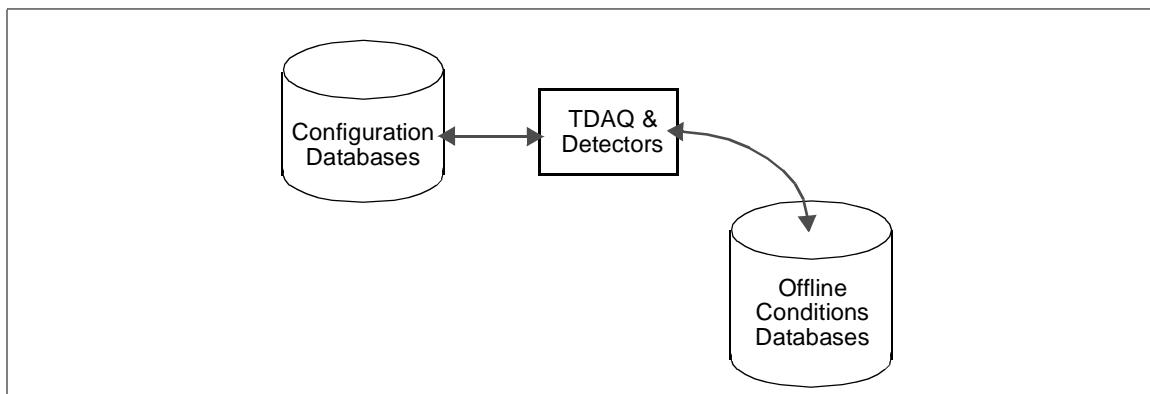 Configuration
Databases
TDAQ &
Detectors
Offline
Conditions
Databases